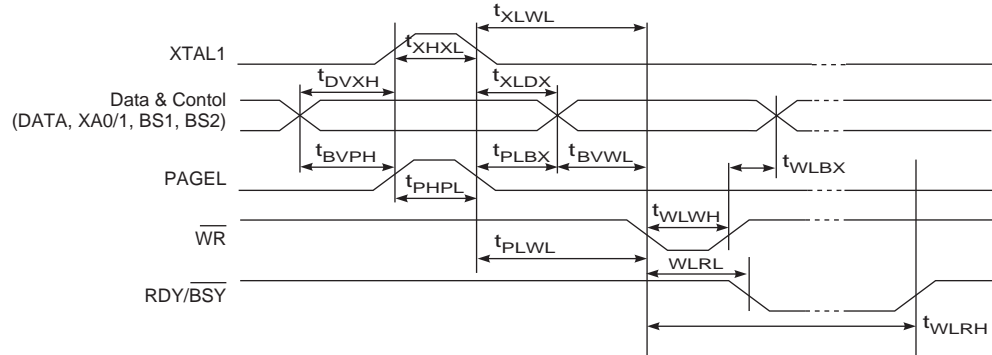 tXLWL
XTAL1
tXHXL
tDVXH
tXLDX
Data & Contol
(DATA, XA0/1, BS1, BS2)
tBVPH
tPLBX
tBVWL
tWLBX
PAGEL
tPHPL
tWLWH
WR
tPLWL
WLRL
RDY/BSY
tWLRH